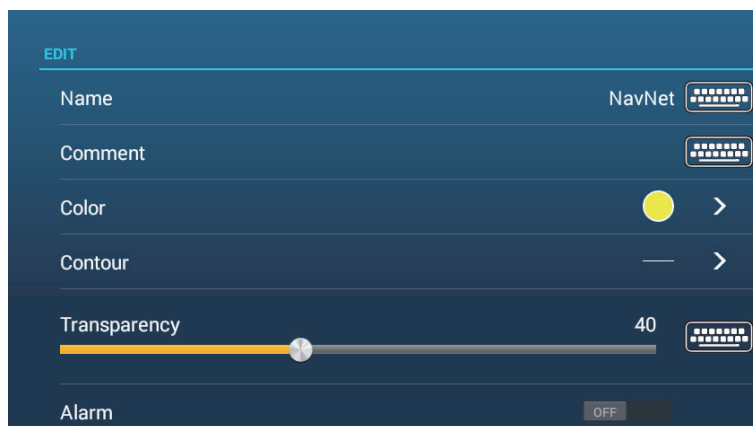 EDIT
Name NavNet
Comment
Color
Contour
Transparency 40
Alarm OFF